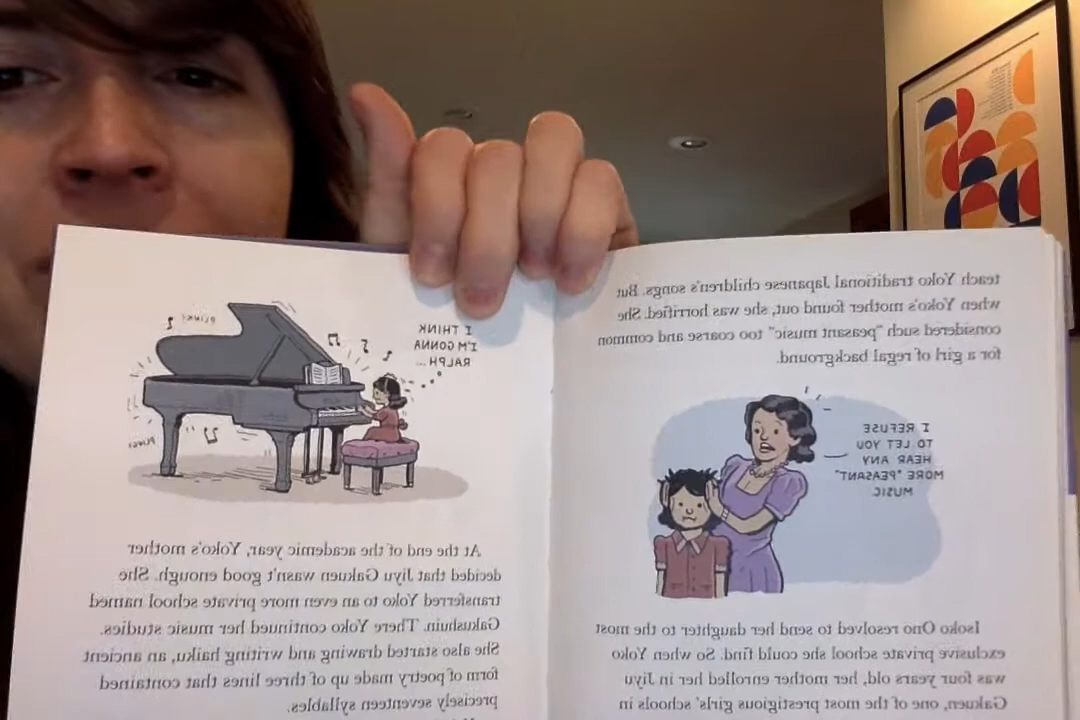 teach Yoko traditional Japanese children's songs. But
when Yoko's mother found out, she was horrified. She
considered such "peasant music" too coarse and common
for a girl of regal background.
I REFUSE
TO LET YOU
HEAR ANY
MORE "PEASANT"
MUSIC.
Isoko Ono resolved to send her daughter to the most
exclusive private school she could find. So when Yoko
was four years old, her mother enrolled her in Jiyu
Gakuen, one of the most prestigious girls' schools in
PLINK!
I THINK
I'M GONNA
RALPH...
At the end of the academic year, Yoko's mother
decided that Jiyu Gakuen wasn't good enough. She
transferred Yoko to an even more private school named
Gakushuin. There Yoko continued her music studies.
She also started drawing and writing haiku, an ancient
form of poetry made up of three lines that contained
precisely seventeen syllables.